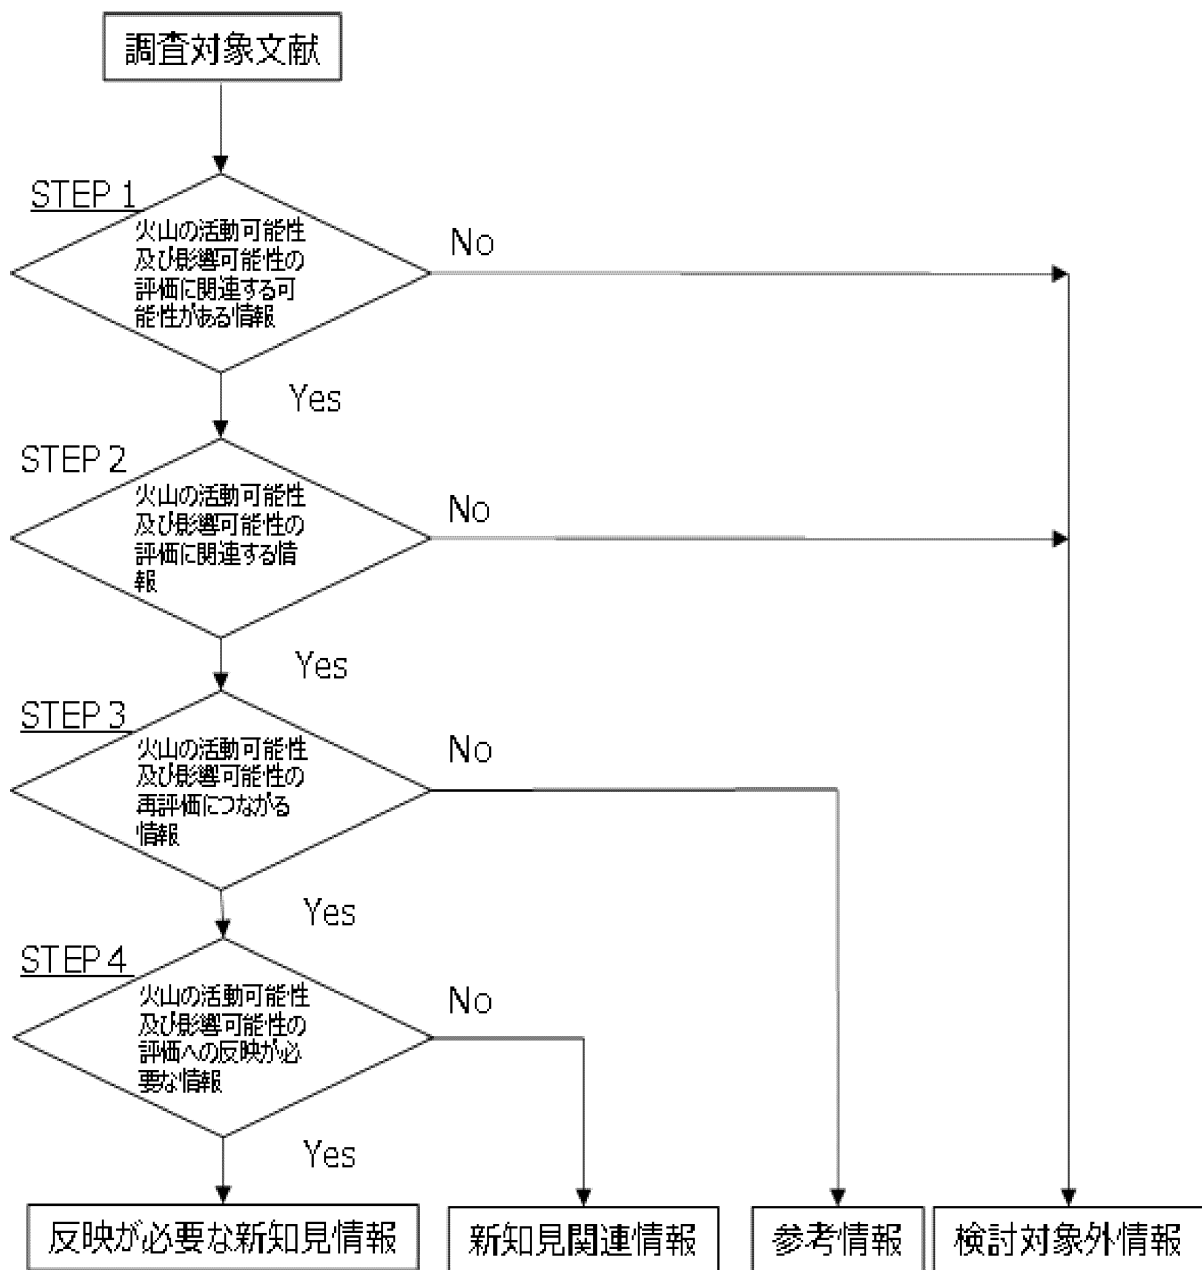 調査対象文献
STEP 1
火山の活動可能性
及び影響可能性の
評価に関連する可
能性がある情報
No
Yes
STEP 2
火山の活動可能性
及び影響可能性の
評価に関連する情
報
No
Yes
STEP 3
火山の活動可能性
及び影響可能性の
再評価につながる
情報
No
Yes
STEP 4
火山の活動可能性
及び影響可能性の
評価への反映が必
要な情報
No
Yes
反映が必要な新知見情報
新知見関連情報
参考情報
検討対象外情報